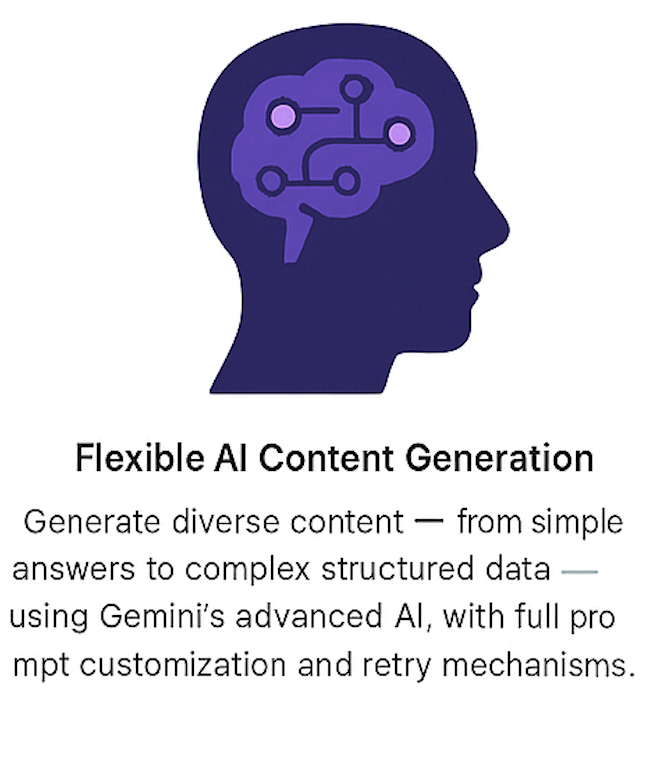 Flexible AI Content Generation
Generate diverse content — from simple
answers to complex structured data —
using Gemini's advanced AI, with full pro
mpt customization and retry mechanisms.